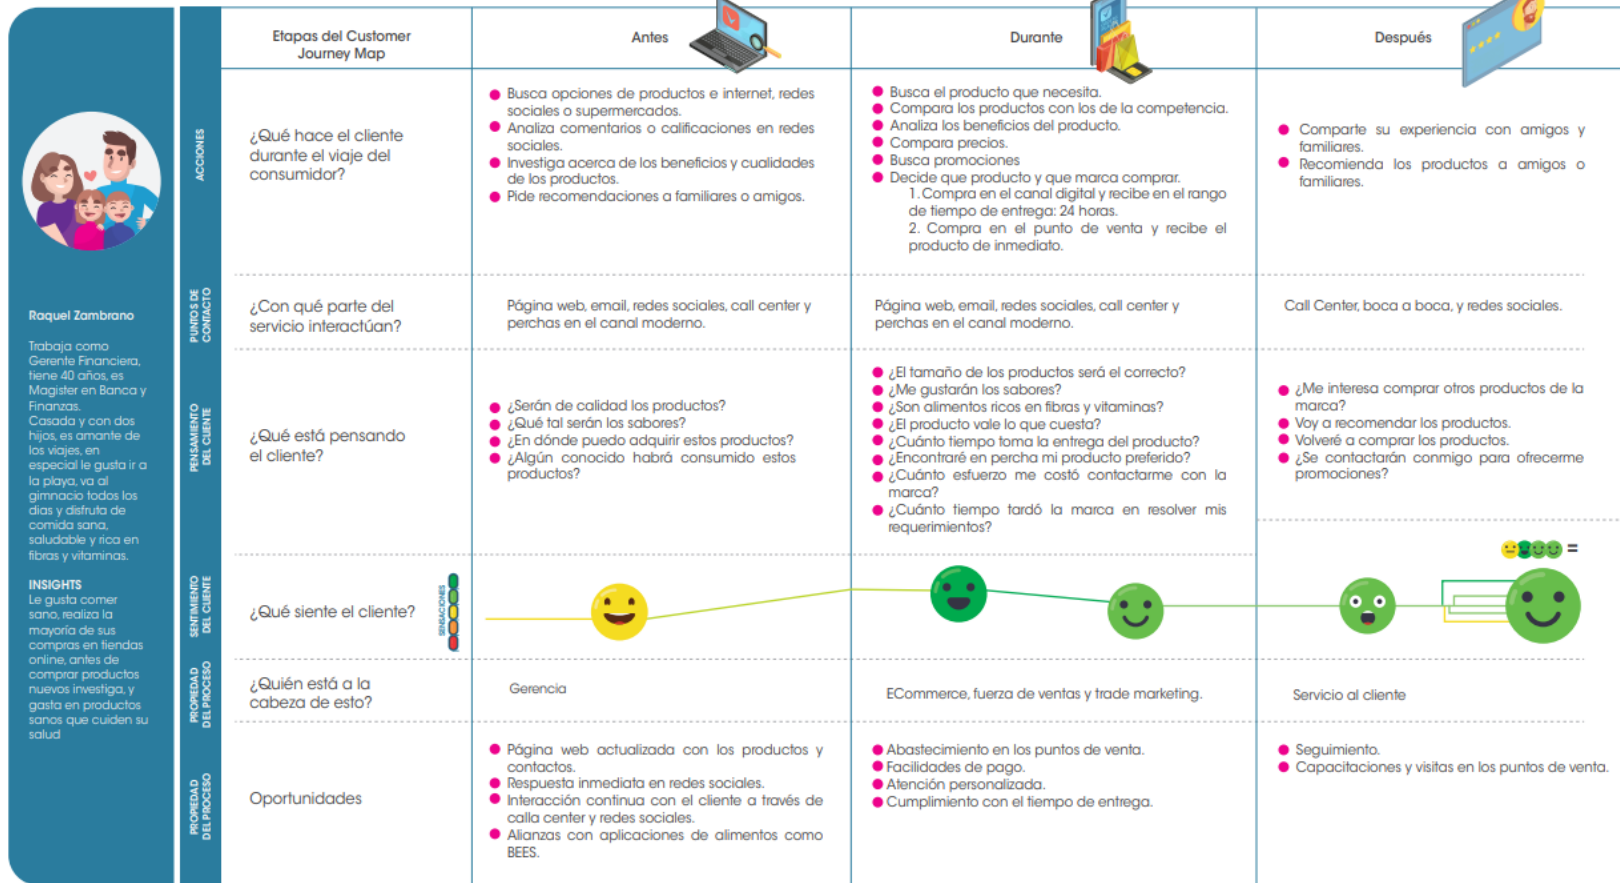 Raquel Zambrano
Trabaja como
Gerente Financiera,
tiene 40 años, es
Magister en Banca y
Finanzas.
Casada y con dos
hijos, es amante de
los viajes, en
especial le gusta ir a
la playa, va al
gimnacio todos los
dias y disfruta de
comida sana,
saludable y rica en
fibras y vitaminas.
INSIGHTS
Le gusta comer
sano, realiza la
mayoría de sus
compras en tiendas
online, antes de
comprar productos
nuevos investiga, y
gasta en productos
sanos que cuiden su
salud
Etapas del Customer
Journey Map
Antes
Durante
Después
ACCIONES
¿Qué hace el cliente
durante el viaje del
consumidor?
Busca opciones de productos e internet, redes
sociales o supermercados.
Analiza comentarios o calificaciones en redes
sociales.
Investiga acerca de los beneficios y cualidades
de los productos.
Pide recomendaciones a familiares o amigos.
Busca el producto que necesita.
Compara los productos con los de la competencia.
Analiza los beneficios del producto.
Compara precios.
Busca promociones
Decide que producto y que marca comprar.
1. Compra en el canal digital y recibe en el rango
de tiempo de entrega: 24 horas.
2. Compra en el punto de venta y recibe el
producto de inmediato.
Comparte su experiencia con amigos y
familiares.
Recomienda los productos a amigos o
familiares.
PUNTOS DE
CONTACTO
¿Con qué parte del
servicio interactúan?
Página web, email, redes sociales, call center y
perchas en el canal moderno.
Página web, email, redes sociales, call center y
perchas en el canal moderno.
Call Center, boca a boca, y redes sociales.
PENSAMIENTO
DEL CLIENTE
¿Qué está pensando
el cliente?
¿Serán de calidad los productos?
¿Qué tal serán los sabores?
¿En dónde puedo adquirir estos productos?
¿Algún conocido habrá consumido estos
productos?
¿El tamaño de los productos será el correcto?
¿Me gustarán los sabores?
¿Son alimentos ricos en fibras y vitaminas?
¿El producto vale lo que cuesta?
¿Cuánto tiempo toma la entrega del producto?
¿Encontraré en percha mi producto preferido?
¿Cuánto esfuerzo me costó contactarme con la
marca?
¿Cuánto tiempo tardó la marca en resolver mis
requerimientos?
¿Me interesa comprar otros productos de la
marca?
Voy a recomendar los productos.
Volveré a comprar los productos.
¿Se contactarán conmigo para ofrecerme
promociones?
SENTIMIENTO
DEL CLIENTE
¿Qué siente el cliente?
SENSACIONES
=
PROPIEDAD
DEL PROCESO
¿Quién está a la
cabeza de esto?
Gerencia
ECommerce, fuerza de ventas y trade marketing.
Servicio al cliente
PROPIEDAD
DEL PROCESO
Oportunidades
Página web actualizada con los productos y
contactos.
Respuesta inmediata en redes sociales.
Interacción continua con el cliente a través de
calla center y redes sociales.
Alianzas con aplicaciones de alimentos como
BEES.
Abastecimiento en los puntos de venta.
Facilidades de pago.
Atención personalizada.
Cumplimiento con el tiempo de entrega.
Seguimiento.
Capacitaciones y visitas en los puntos de venta.